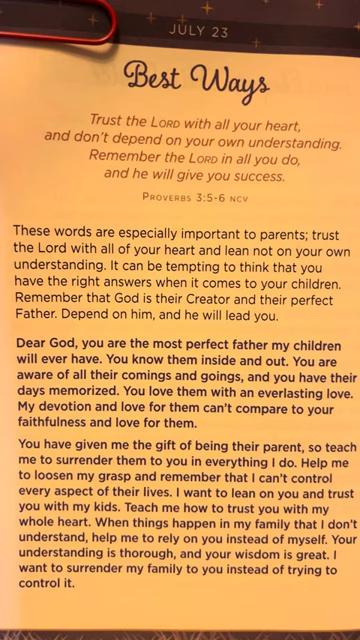 JULY 23
Best Ways
Trust the LORD with all your heart,
and don't depend on your own understanding.
Remember the LORD in all you do,
and he will give you success.
PROVERBS 3:5-6 NCV
These words are especially important to parents; trust
the Lord with all of your heart and lean not on your own
understanding. It can be tempting to think that you
have the right answers when it comes to your children.
Remember that God is their Creator and their perfect
Father. Depend on him, and he will lead you.
Dear God, you are the most perfect father my children
will ever have. You know them inside and out. You are
aware of all their comings and goings, and you have their
days memorized. You love them with an everlasting love.
My devotion and love for them can't compare to your
faithfulness and love for them.
You have given me the gift of being their parent, so teach
me to surrender them to you in everything I do. Help me
to loosen my grasp and remember that I can't control
every aspect of their lives. I want to lean on you and trust
you with my kids. Teach me how to trust you with my
whole heart. When things happen in my family that I don't
understand, help me to rely on you instead of myself. Your
understanding is thorough, and your wisdom is great. I
want to surrender my family to you instead of trying to
control it.